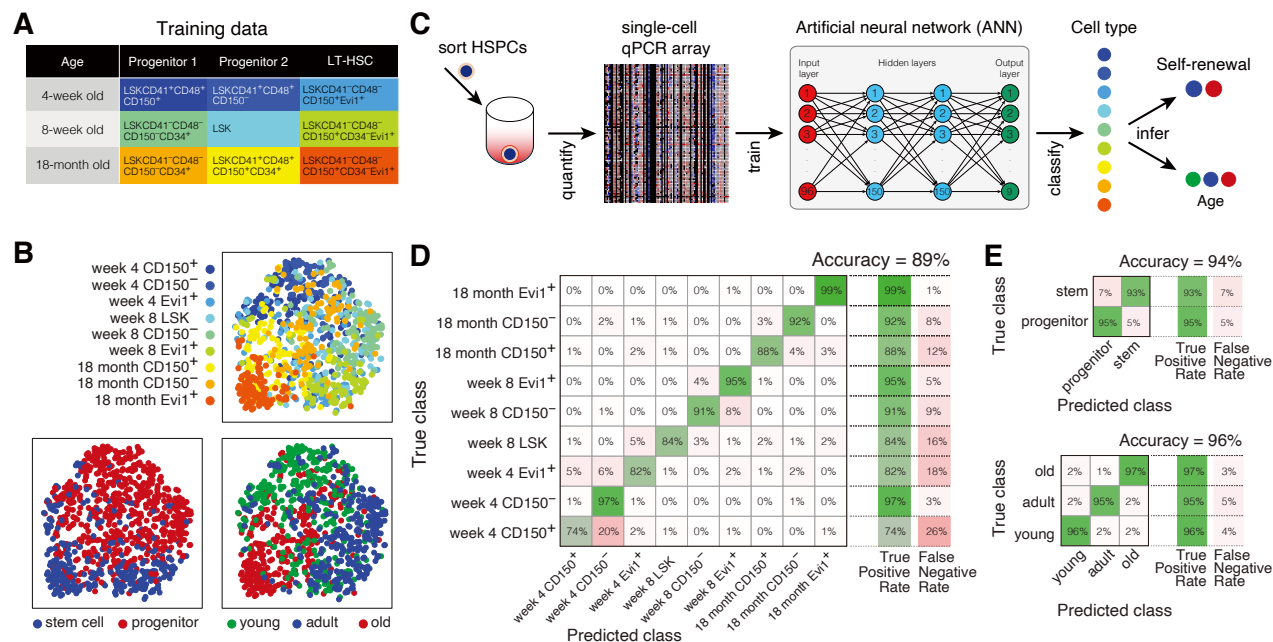 A
Training data
Age Progenitor 1 Progenitor 2 LT-HSC
4-week old
LSKCD41⁺CD48⁺
CD150⁺
LSKCD41⁺CD48⁺
CD150⁻
LSKCD41⁻CD48⁻
CD150⁺Evi1⁺
8-week old
LSKCD41⁻CD48⁻
CD150⁻CD34⁺
LSK
LSKCD41⁻CD48⁻
CD150⁺CD34⁻Evi1⁺
18-month old
LSKCD41⁻CD48⁻
CD150⁻CD34⁺
LSKCD41⁺CD48⁺
CD150⁺CD34⁺
LSKCD41⁻CD48⁻
CD150⁺CD34⁻Evi1⁺
B
week 4 CD150⁺
week 4 CD150⁻
week 4 Evi1⁺
week 8 LSK
week 8 CD150⁻
week 8 Evi1⁺
18 month CD150⁺
18 month CD150⁻
18 month Evi1⁺
stem cell progenitor
young adult old
C
sort HSPCs
quantify
single-cell
qPCR array
train
Artificial neural network (ANN)
Input
layer
Hidden layers
Output
layer
1 1 1 1
2 2 2 2
3 3 3 3
96 150 150 9
classify
Cell type
infer
Self-renewal
Age
D
Accuracy = 89%
True class
18 month Evi1⁺ 0% 0% 0% 0% 0% 1% 0% 0% 99% 99% 1%
18 month CD150⁻ 0% 2% 1% 0% 0% 0% 3% 92% 0% 92% 8%
18 month CD150⁺ 1% 0% 2% 1% 0% 0% 88% 4% 3% 88% 12%
week 8 Evi1⁺ 0% 0% 0% 0% 4% 95% 1% 0% 0% 95% 5%
week 8 CD150⁻ 0% 1% 0% 0% 91% 8% 0% 0% 0% 91% 9%
week 8 LSK 1% 0% 5% 84% 3% 1% 2% 1% 2% 84% 16%
week 4 Evi1⁺ 5% 6% 82% 1% 0% 2% 1% 2% 0% 82% 18%
week 4 CD150⁻ 1% 97% 0% 0% 0% 0% 0% 1% 0% 97% 3%
week 4 CD150⁺ 74% 20% 2% 1% 0% 1% 0% 0% 1% 74% 26%
week 4 CD150⁺
week 4 CD150⁻
week 4 Evi1⁺
week 8 LSK
week 8 CD150⁻
week 8 Evi1⁺
18 month CD150⁺
18 month CD150⁻
18 month Evi1⁺
True
Positive
Rate
False
Negative
Rate
Predicted class
E
Accuracy = 94%
True class
stem 7% 93% 93% 7%
progenitor 95% 5% 95% 5%
progenitor
stem
True
Positive
Rate
False
Negative
Rate
Predicted class
Accuracy = 96%
True class
old 2% 1% 97% 97% 3%
adult 2% 95% 2% 95% 5%
young 96% 2% 2% 96% 4%
young
adult
old
True
Positive
Rate
False
Negative
Rate
Predicted class